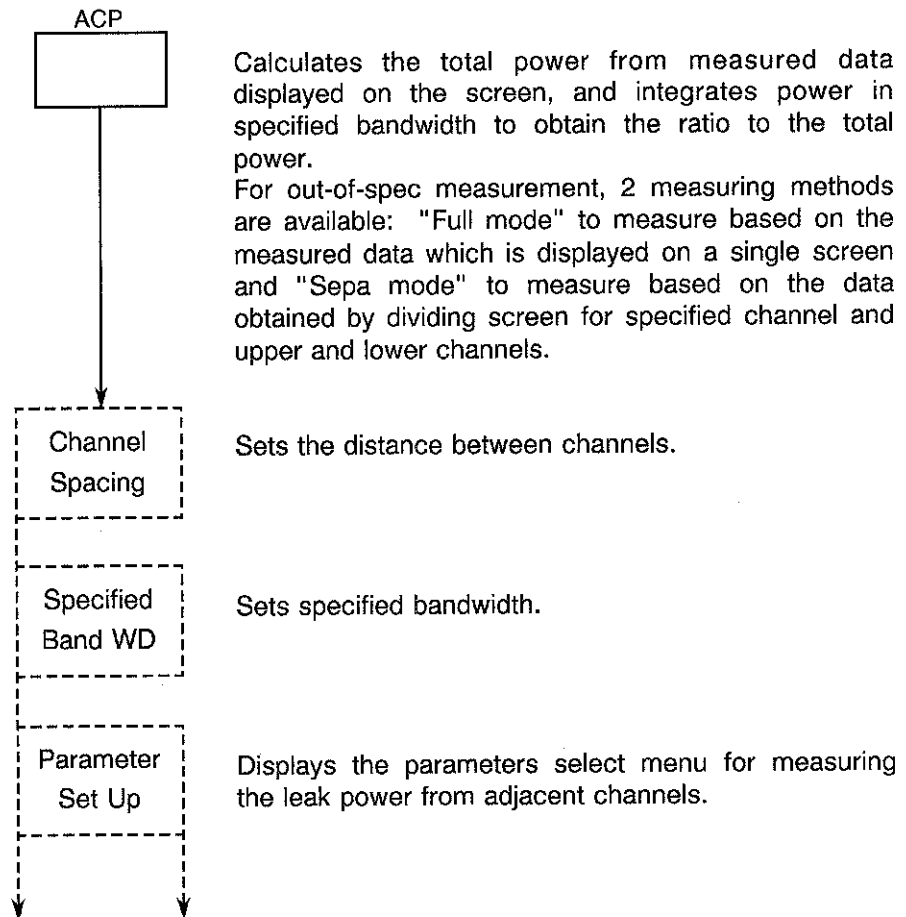 ACP
Calculates the total power from measured data
displayed on the screen, and integrates power in
specified bandwidth to obtain the ratio to the total
power.
For out-of-spec measurement, 2 measuring methods
are available: "Full mode" to measure based on the
measured data which is displayed on a single screen
and "Sepa mode" to measure based on the data
obtained by dividing screen for specified channel and
upper and lower channels.
Channel
Spacing
Sets the distance between channels.
Specified
Band WD
Sets specified bandwidth.
Parameter
Set Up
Displays the parameters select menu for measuring
the leak power from adjacent channels.